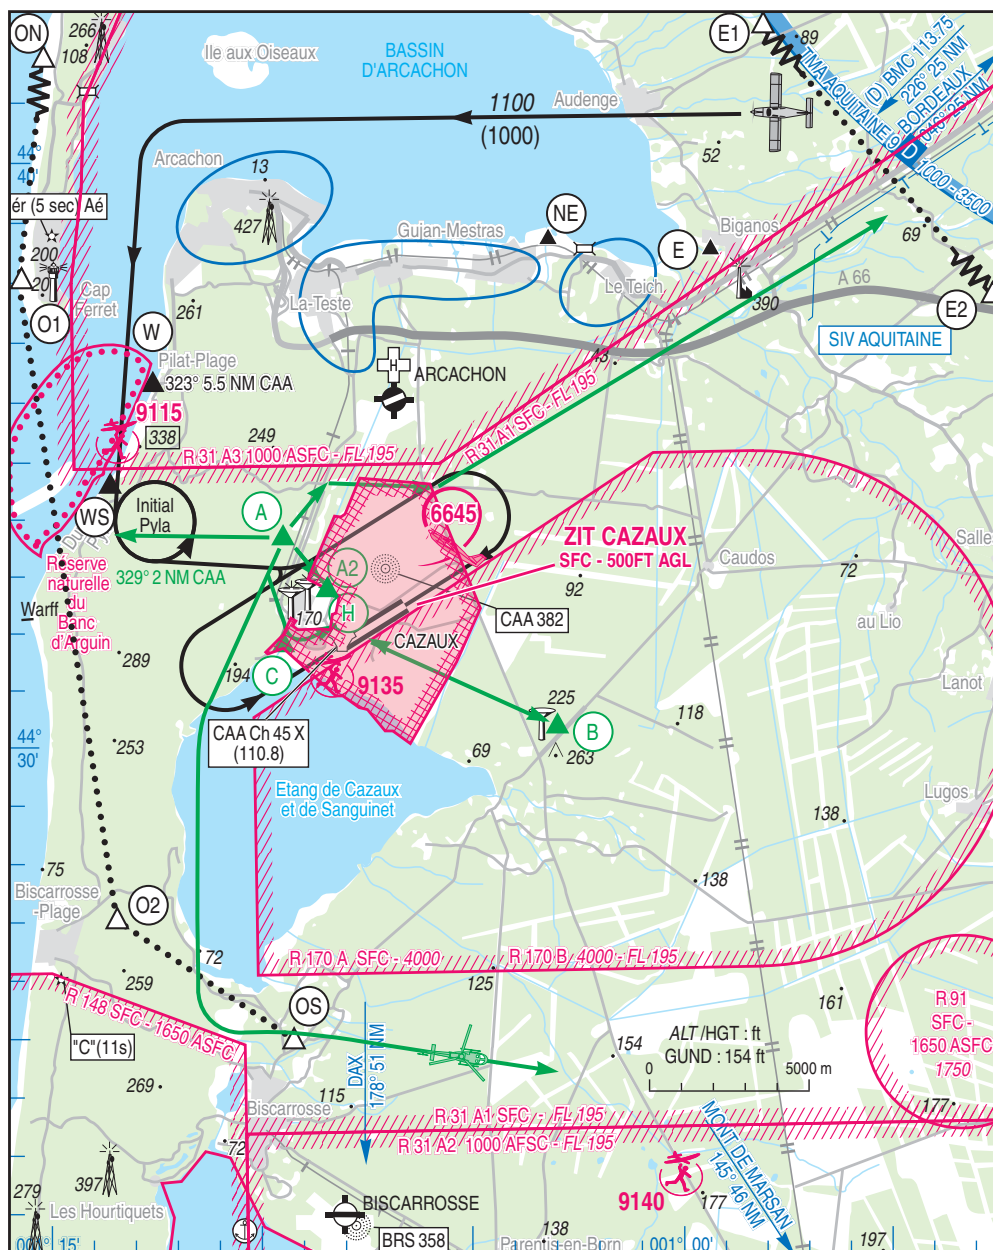 ON
266
108
Ile aux Oiseaux
BASSIN
D'ARCACHON
E1
89
TMA AQUITAINE 9
D
1000 - 3500
(D) BMC 113.75
226° 25 NM
BORDEAUX
046° 25 NM
1100
(1000)
Audenge
52
44°
40'
Arcachon
13
427
ér (5 sec) Aé
200
20
O1
Cap
Ferret
Gujan-Mestras
NE
E
Biganos
69
Le Teich
390
A 66
E2
La-Teste
261
W
Pilat-Plage
323° 5.5 NM CAA
SIV AQUITAINE
43
ARCACHON
9115
338
249
R 31 A3 1000 ASFC - FL 195
R 31 A1 SFC - FL 195
WS
Initial
Pyla
A
6645
ZIT CAZAUX
SFC - 500FT AGL
329° 2 NM CAA
A2
Réserve
naturelle
du
Banc
d'Arguin
Warff
170
H
CAZAUX
CAA 382
92
Caudos
72
Salle
au Lio
289
194
C
9135
Lanot
225
B
263
118
CAA Ch 45 X
(110.8)
69
44°
30'
253
Etang de Cazaux
et de Sanguinet
138
Lugos
75
Biscarrosse
-Plage
O2
138
72
R 170 A SFC - 4000
R 170 B 4000 - FL 195
259
125
161
R 91
SFC -
1650 ASFC
1750
R 148 SFC - 1650 ASFC
OS
"C"(11s)
DAX
178° 51 NM
154
ALT /HGT : ft
GUND : 154 ft
0
5000 m
269
115
Biscarrosse
177
R 31 A1 SFC - FL 195
R 31 A2 1000 AFSC - FL 195
72
MONT DE MARSAN
145° 46 NM
279
397
Les Hourtiquets
BISCARROSSE
BRS 358
9140
177
138
Parentis-en-Born
197
15'
001° 00'